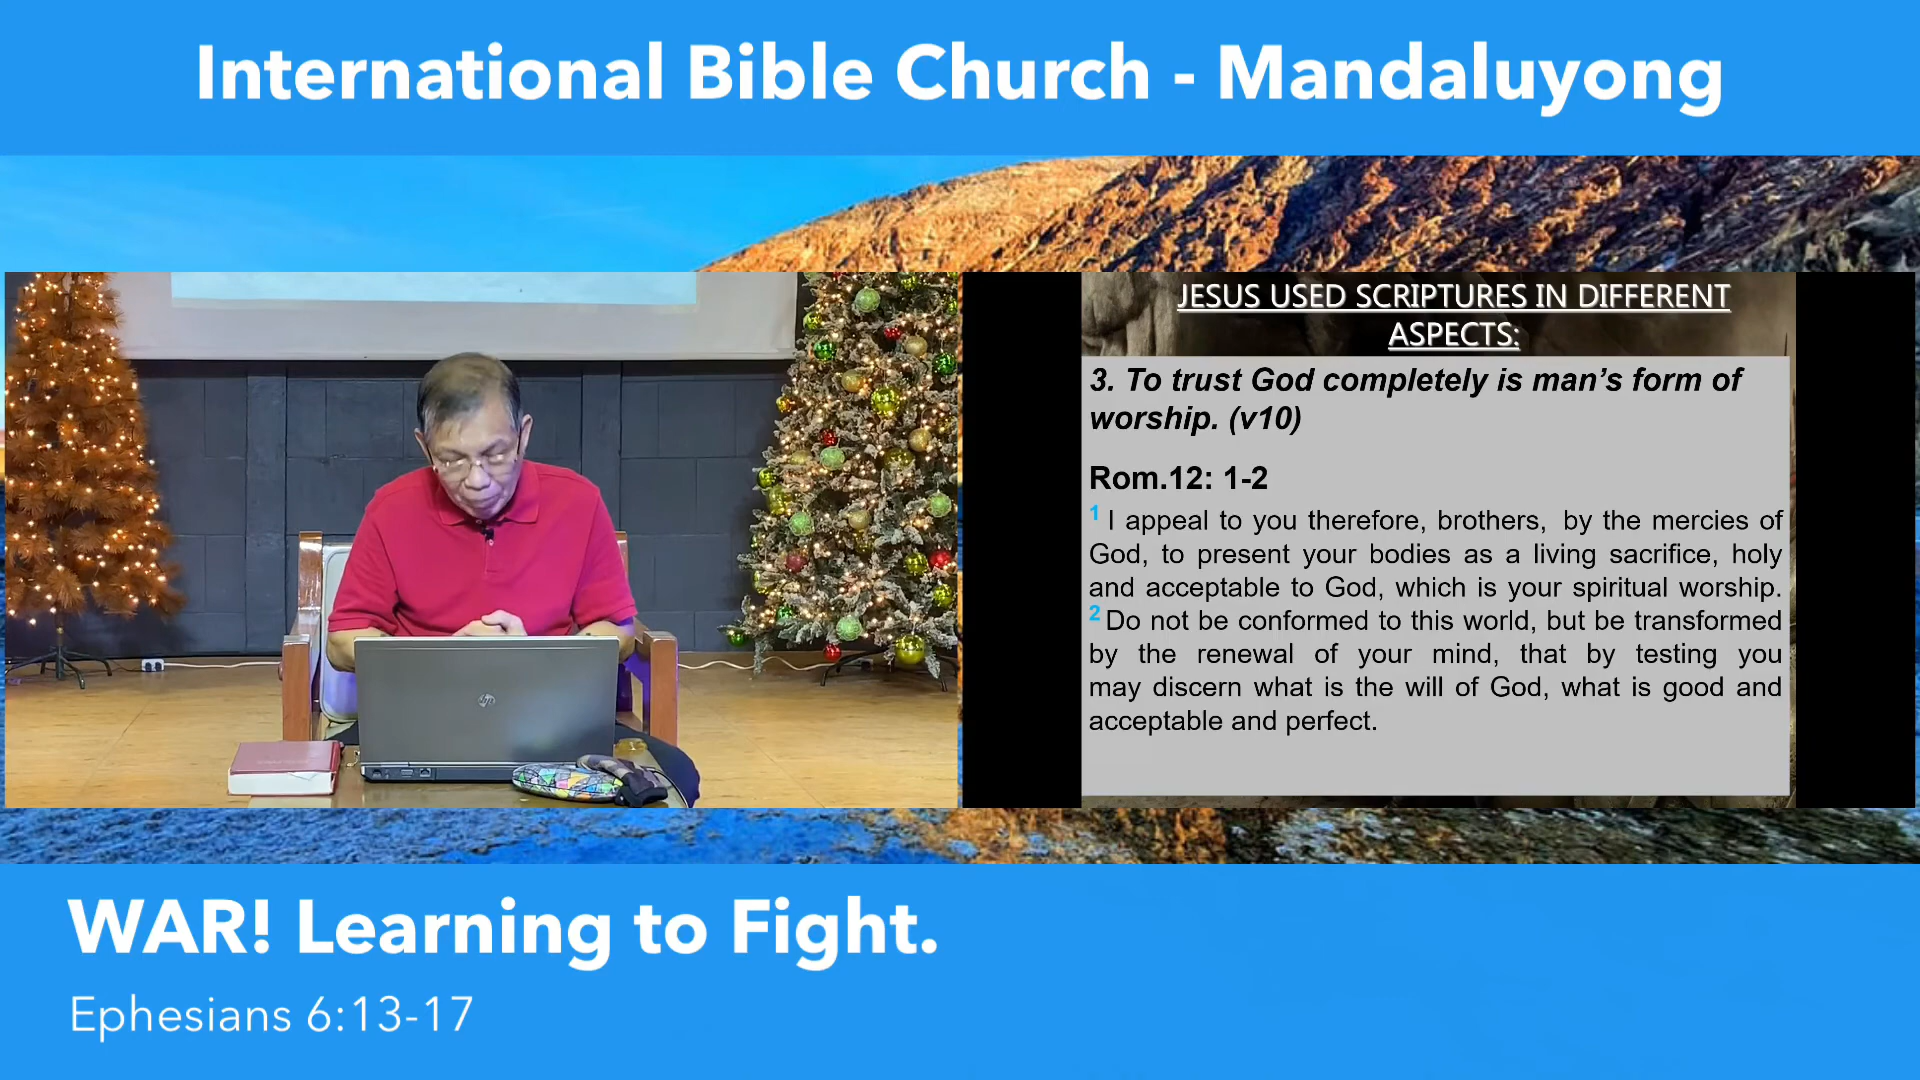 International Bible Church - Mandaluyong
JESUS USED SCRIPTURES IN DIFFERENT
ASPECTS:
3. To trust God completely is man’s form of
worship. (v10)
Rom.12: 1-2
1 I appeal to you therefore, brothers, by the mercies of
God, to present your bodies as a living sacrifice, holy
and acceptable to God, which is your spiritual worship.
2 Do not be conformed to this world, but be transformed
by the renewal of your mind, that by testing you
may discern what is the will of God, what is good and
acceptable and perfect.
hp
WAR! Learning to Fight.
Ephesians 6:13-17